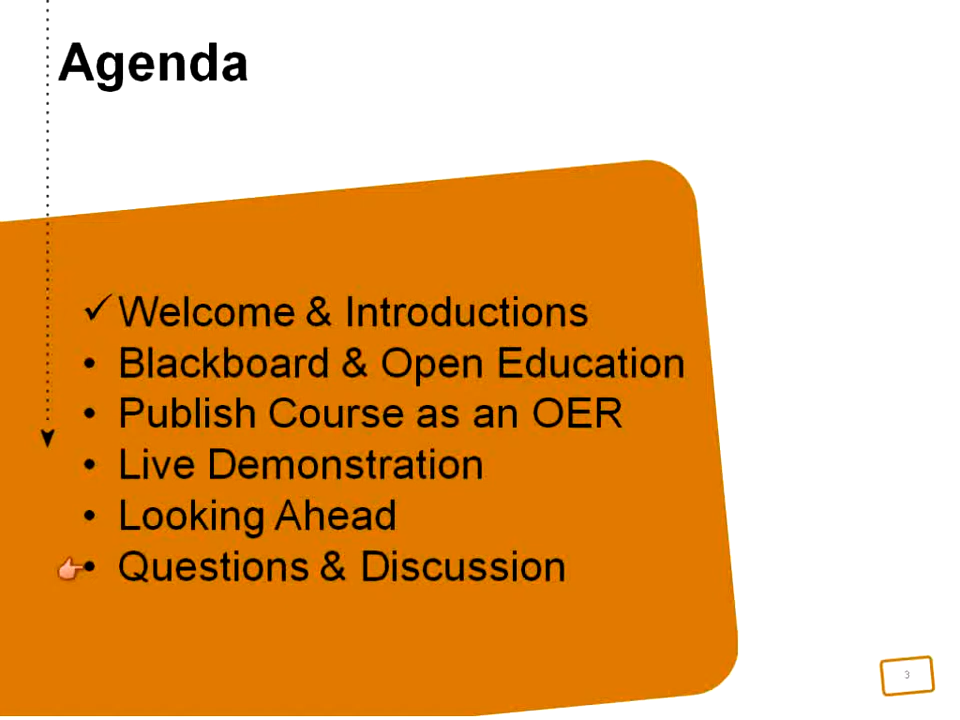 Agenda
✓ Welcome & Introductions
• Blackboard & Open Education
• Publish Course as an OER
• Live Demonstration
• Looking Ahead
• Questions & Discussion
3